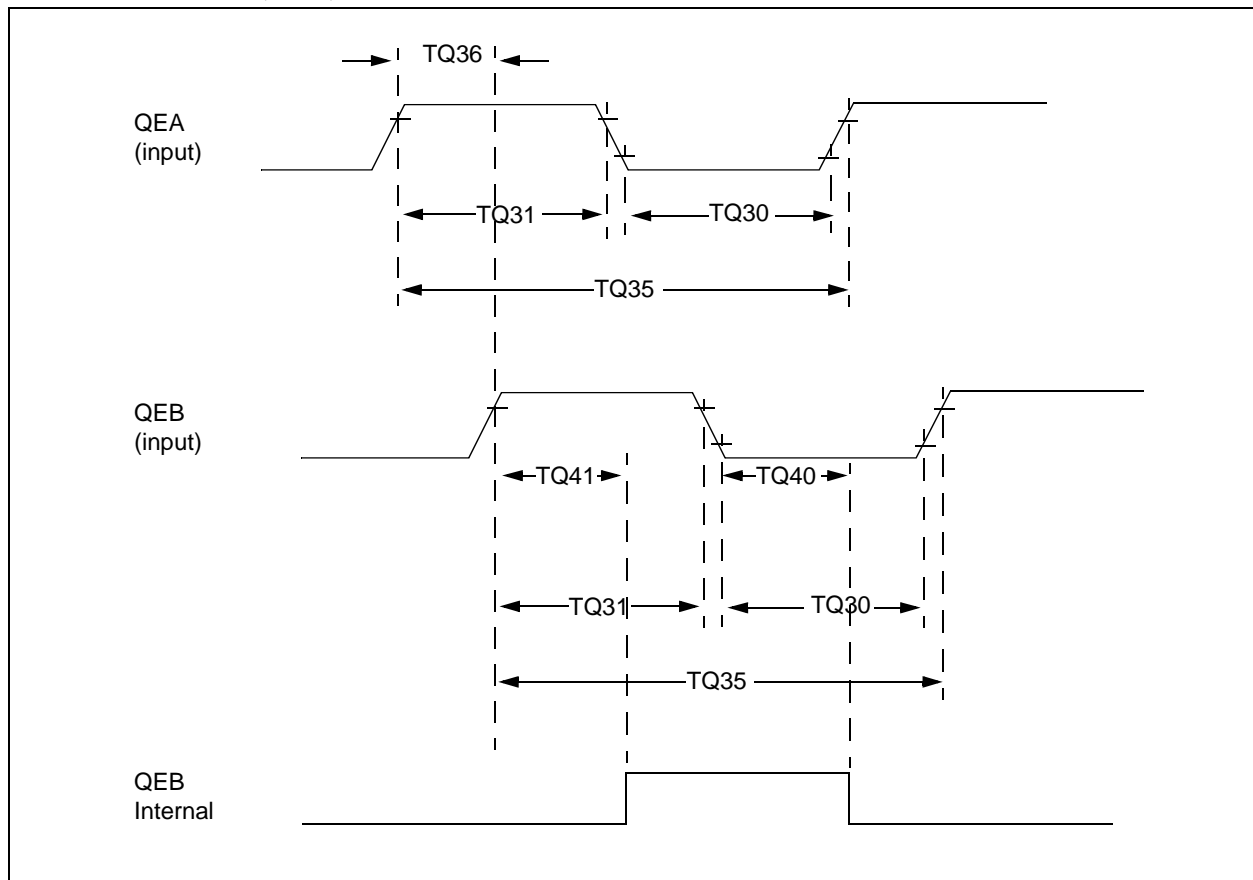 TQ36
QEA
(input)
TQ31
TQ30
TQ35
QEB
(input)
TQ41
TQ40
TQ31
TQ30
TQ35
QEB
Internal